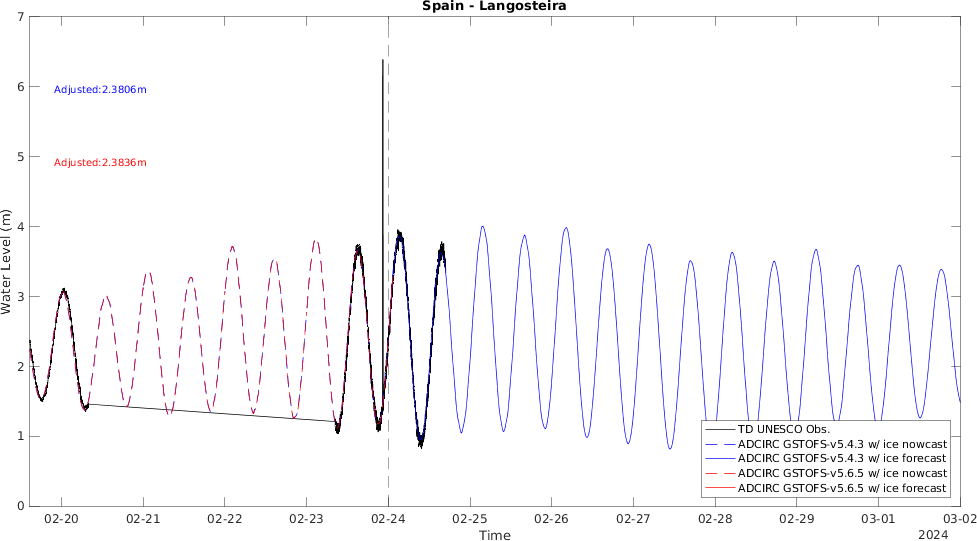 Spain - Langosteira
7
6
5
4
3
2
1
0
Water Level (m)
Adjusted:2.3806m
Adjusted:2.3836m
TD UNESCO Obs.
ADCIRC GSTOFS-v5.4.3 w/ ice nowcast
ADCIRC GSTOFS-v5.4.3 w/ ice forecast
ADCIRC GSTOFS-v5.6.5 w/ ice nowcast
ADCIRC GSTOFS-v5.6.5 w/ ice forecast
02-20 02-21 02-22 02-23 02-24 02-25 02-26 02-27 02-28 02-29 03-01 03-02
Time
2024